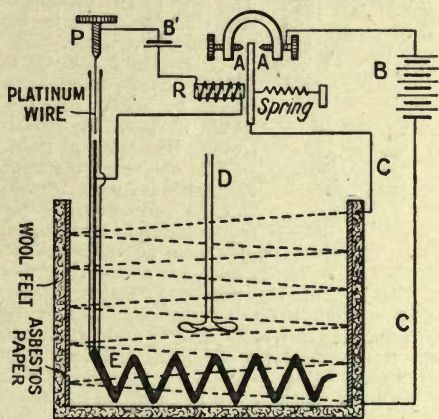 P
B'
A A
B
PLATINUM
WIRE
R
Spring
C
D
WOOL FELT
ASBESTOS
PAPER
C
E